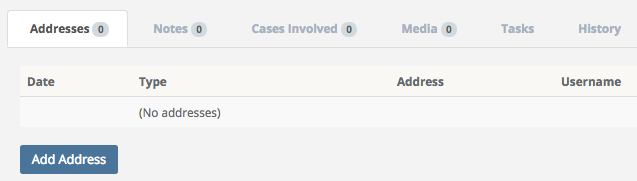 Addresses 0 Notes 0 Cases Involved 0 Media 0 Tasks History
Date Type Address Username
(No addresses)
Add Address